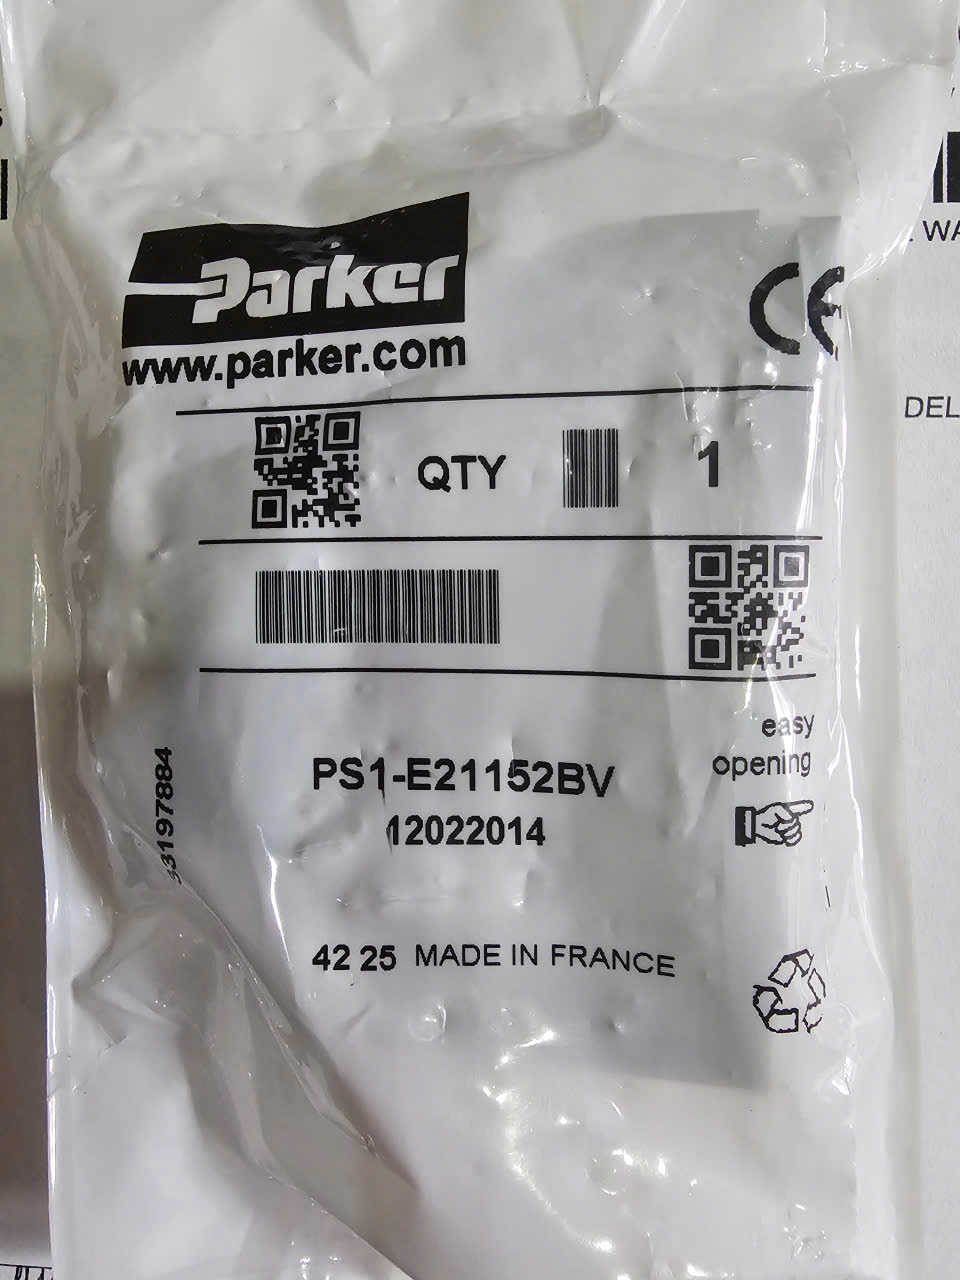 Parker
www.parker.com
CE
QTY 1
easy
opening
PS1-E21152BV
12022014
33197884
42 25 MADE IN FRANCE
WA
DEL